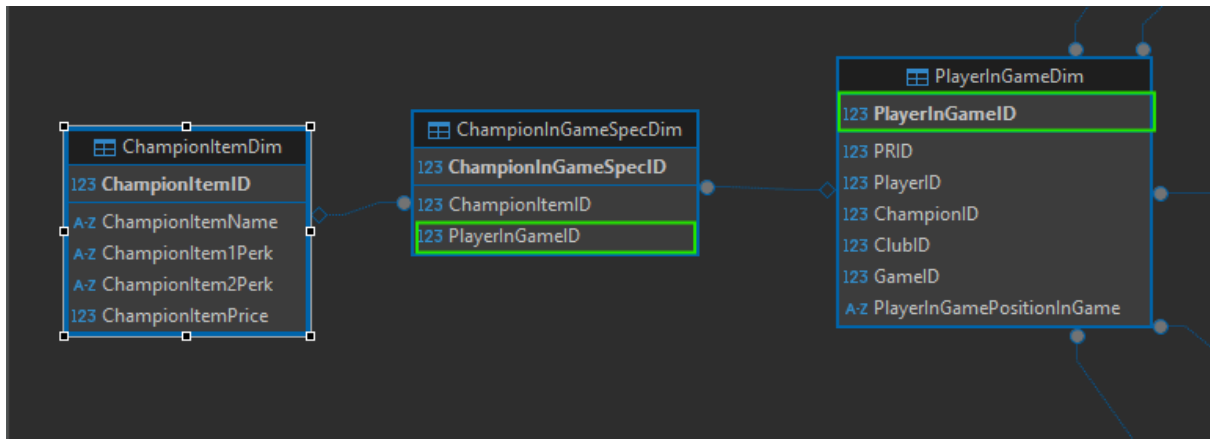 ChampionItemDim
123 ChampionItemID
A-Z ChampionItemName
A-Z ChampionItem1Perk
A-Z ChampionItem2Perk
123 ChampionItemPrice
ChampionInGameSpecDim
123 ChampionInGameSpecID
123 ChampionItemID
123 PlayerInGameID
PlayerInGameDim
123 PlayerInGameID
123 PRID
123 PlayerID
123 ChampionID
123 ClubID
123 GameID
A-Z PlayerInGamePositionInGame